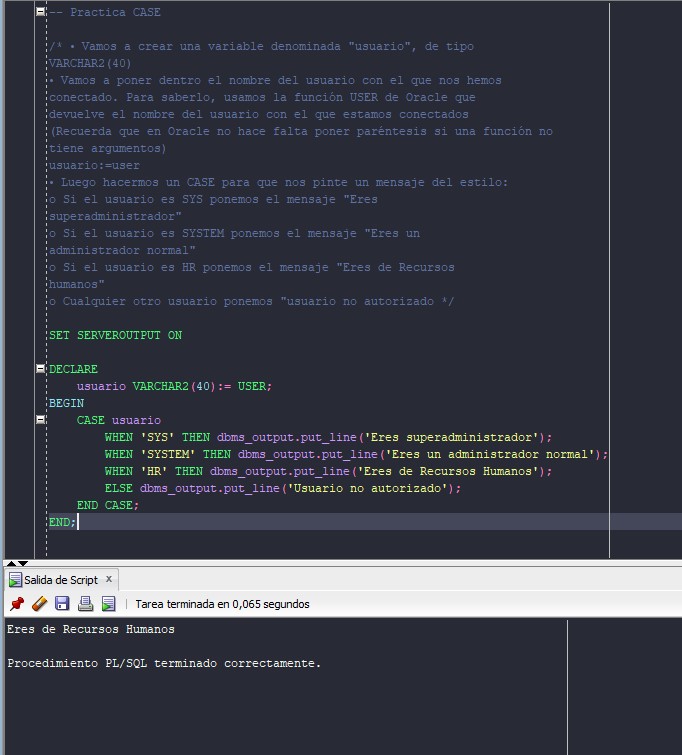 -- Practica CASE
/* • Vamos a crear una variable denominada "usuario", de tipo
VARCHAR2(40)
• Vamos a poner dentro el nombre del usuario con el que nos hemos
conectado. Para saberlo, usamos la función USER de Oracle que
devuelve el nombre del usuario con el que estamos conectados
(Recuerda que en Oracle no hace falta poner paréntesis si una función no
tiene argumentos)
usuario:=user
• Luego hacermos un CASE para que nos pinte un mensaje del estilo:
o Si el usuario es SYS ponemos el mensaje "Eres
superadministrador"
o Si el usuario es SYSTEM ponemos el mensaje "Eres un
administrador normal"
o Si el usuario es HR ponemos el mensaje "Eres de Recursos
humanos"
o Cualquier otro usuario ponemos "usuario no autorizado */
SET SERVEROUTPUT ON
DECLARE
usuario VARCHAR2(40):= USER;
BEGIN
CASE usuario
WHEN 'SYS' THEN dbms_output.put_line('Eres superadministrador');
WHEN 'SYSTEM' THEN dbms_output.put_line('Eres un administrador normal');
WHEN 'HR' THEN dbms_output.put_line('Eres de Recursos Humanos');
ELSE dbms_output.put_line('Usuario no autorizado');
END CASE;
END;
Salida de Script x
Tarea terminada en 0,065 segundos
Eres de Recursos Humanos
Procedimiento PL/SQL terminado correctamente.